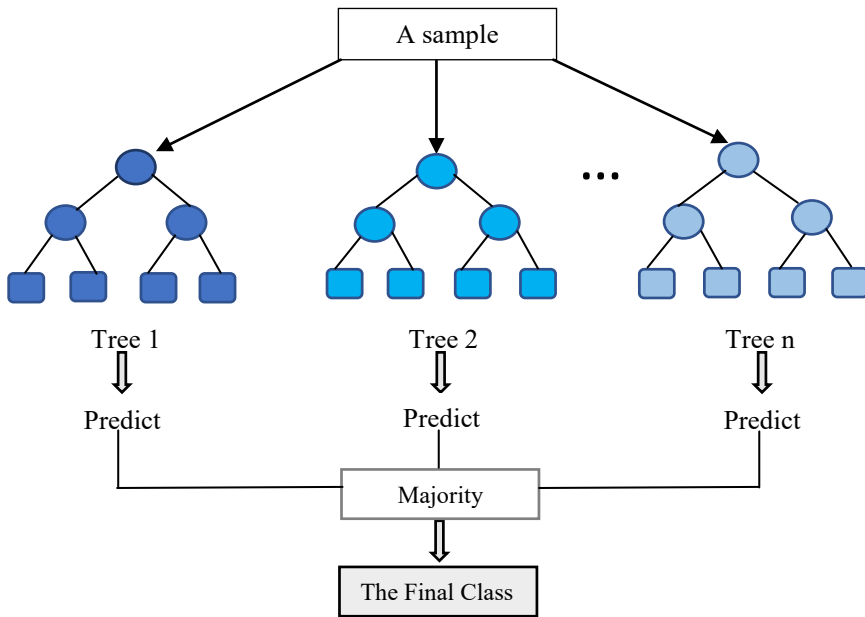 A sample
...
Tree 1
Tree 2
Tree n
Predict
Predict
Predict
Majority
The Final Class